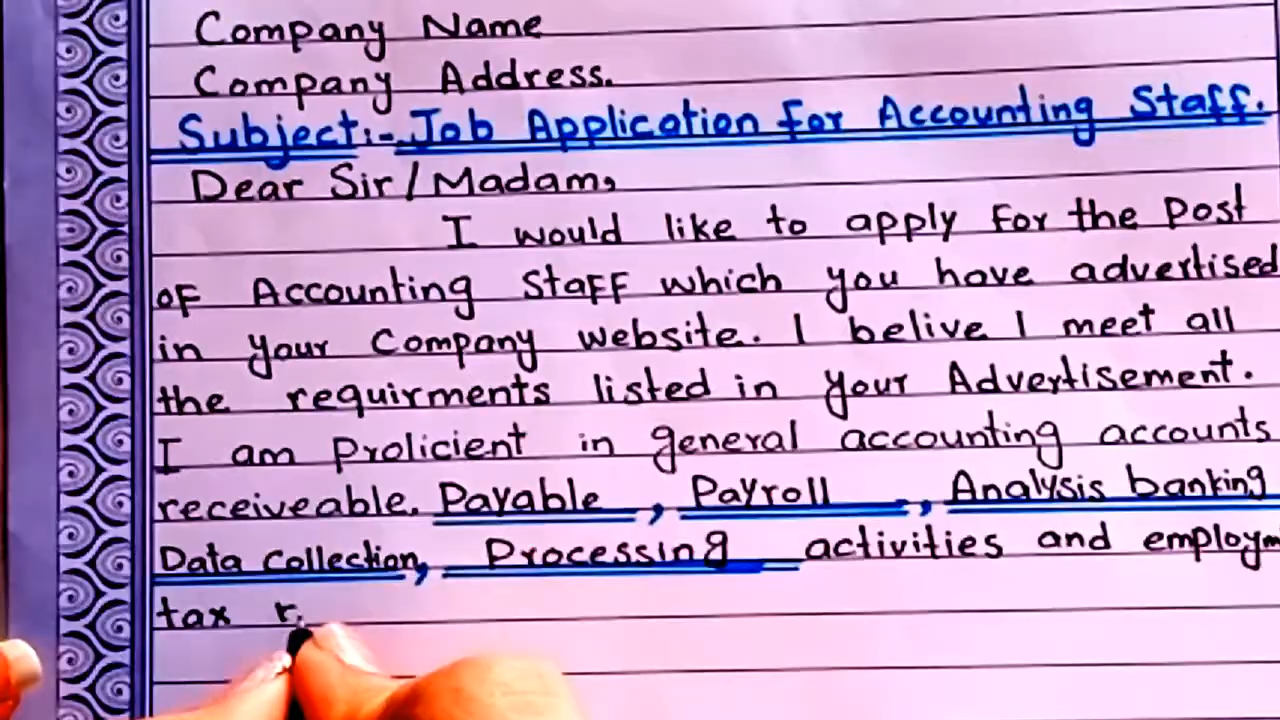 Company Name
Company Address.
Subject:- Job Application For Accounting Staff.
Dear Sir/Madam,
I would like to apply For the Post
oF Accounting StaFF which you have advertised
in your Company website. I belive I meet all
the requirments listed in your Advertisement.
I am Prolicient in general accounting accounts
receiveable. Payable, Payroll, Analysis banking
Data Collection, Processing activities and employm
tax r